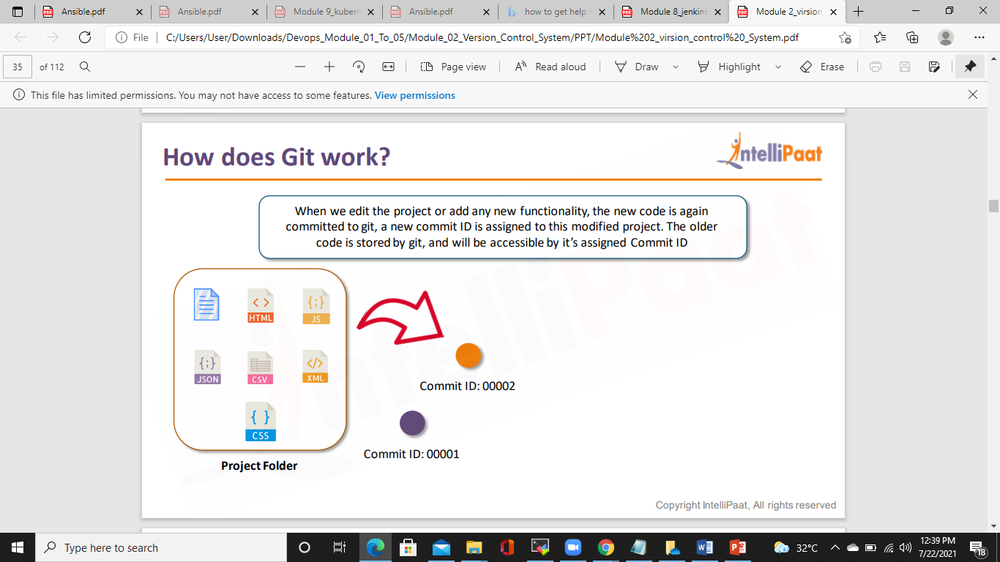 Ansible.pdf
Ansible.pdf
Module 9_kubern
Ansible.pdf
how to get help i
Module 8_jenkins
Module 2_virsion_
File
C:/Users/User/Downloads/Devops_Module_01_To_05/Module_02_Version_Control_System/PPT/Module%202_virsion_control%20_System.pdf
35 of 112
Page view
Read aloud
Draw
Highlight
Erase
This file has limited permissions. You may not have access to some features. View permissions
How does Git work?
IntelliPaat
When we edit the project or add any new functionality, the new code is again
committed to git, a new commit ID is assigned to this modified project. The older
code is stored by git, and will be accessible by it’s assigned Commit ID
HTML
JS
JSON
CSV
XML
CSS
Project Folder
Commit ID: 00002
Commit ID: 00001
IntelliPaat
Copyright IntelliPaat, All rights reserved
Type here to search
32°C
12:39 PM
7/22/2021
18